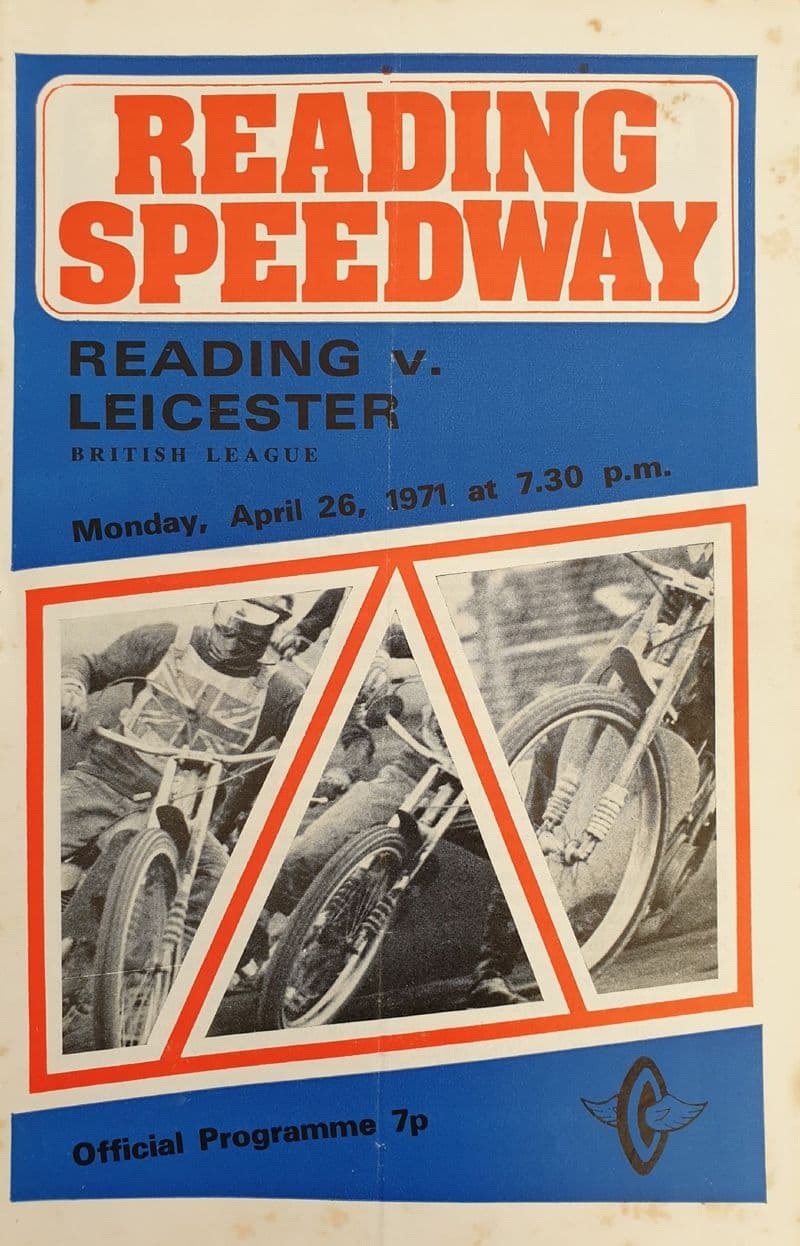 READING
SPEEDWAY
READING v.
LEICESTER
BRITISH LEAGUE
Monday, April 26, 1971 at 7.30 p.m.
Official Programme 7p